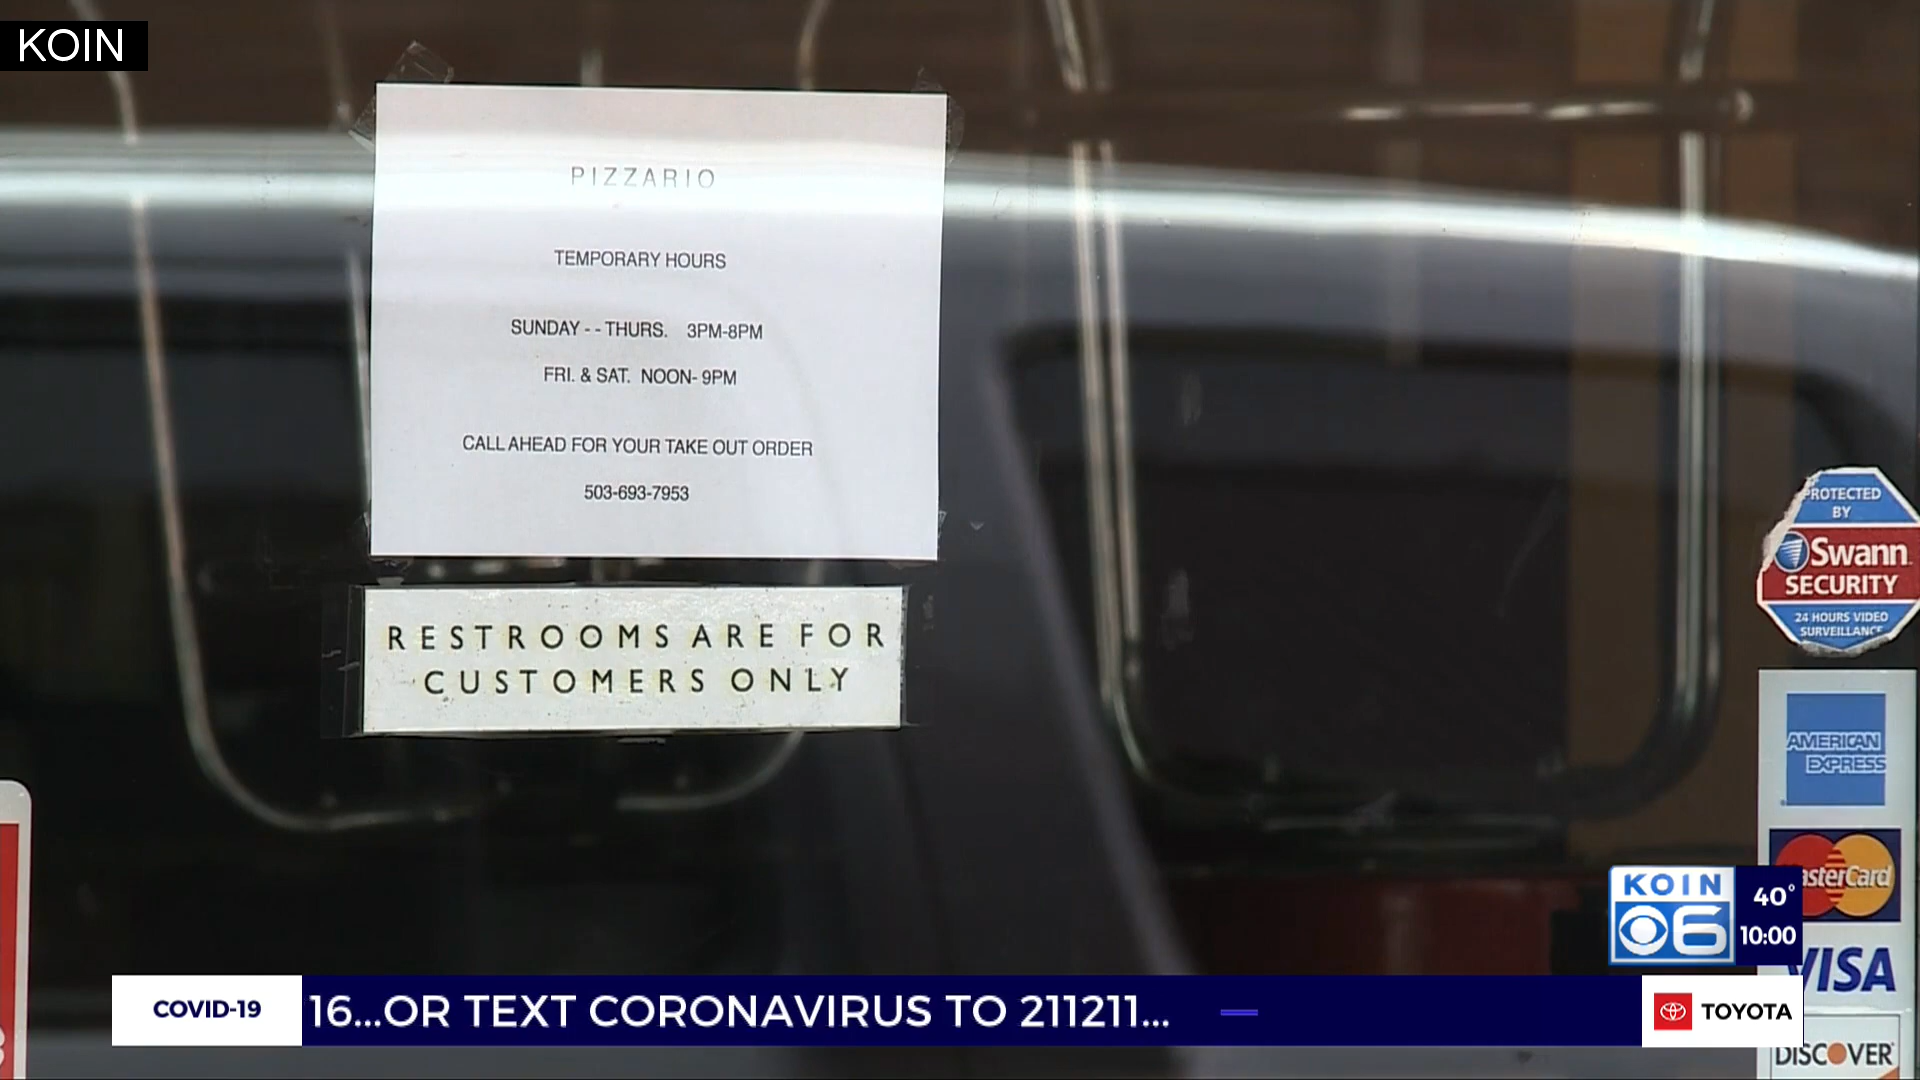 KOIN
PIZZARIO
TEMPORARY HOURS
SUNDAY - - THURS. 3PM-8PM
FRI. & SAT. NOON- 9PM
CALL AHEAD FOR YOUR TAKE OUT ORDER
503-693-7953
RESTROOMS ARE FOR
CUSTOMERS ONLY
PROTECTED
BY
Swann
SECURITY
24 HOURS VIDEO
SURVEILLANCE
AMERICAN
EXPRESS
MasterCard
VISA
DISCOVER
KOIN
6
40°
10:00
COVID-19
16...OR TEXT CORONAVIRUS TO 211211...
TOYOTA